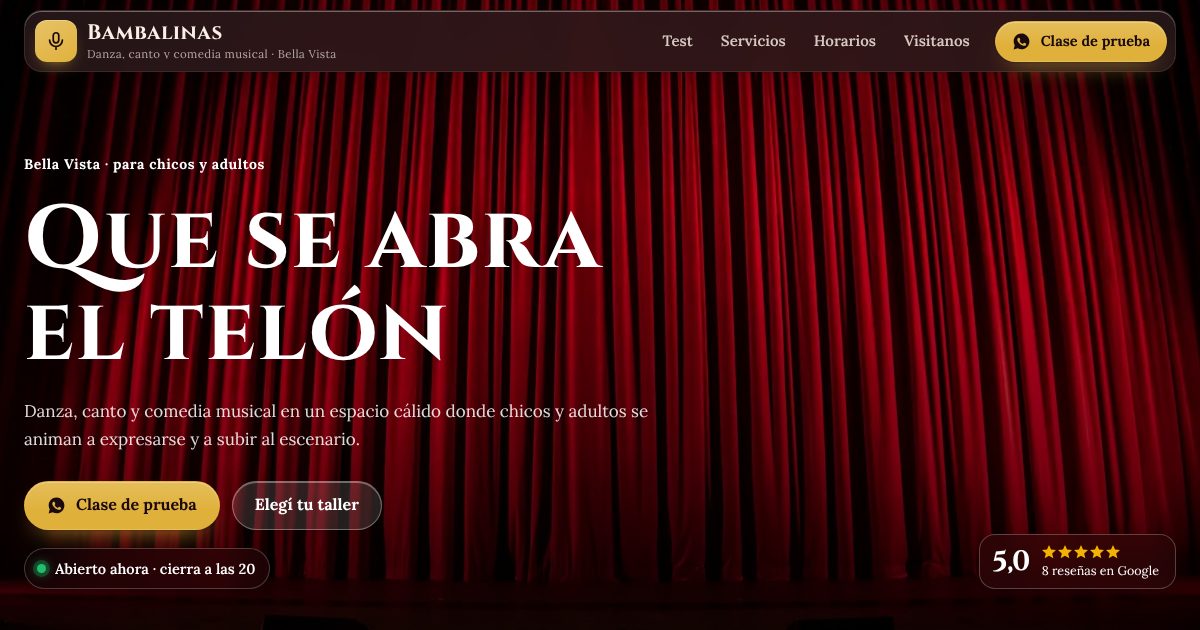 Bambalinas
Danza, canto y comedia musical · Bella Vista
Test
Servicios
Horarios
Visitanos
Clase de prueba
Bella Vista · para chicos y adultos
Que se abra
el telón
Danza, canto y comedia musical en un espacio cálido donde chicos y adultos se
animan a expresarse y a subir al escenario.
Clase de prueba
Elegí tu taller
Abierto ahora · cierra a las 20
5,0
8 reseñas en Google